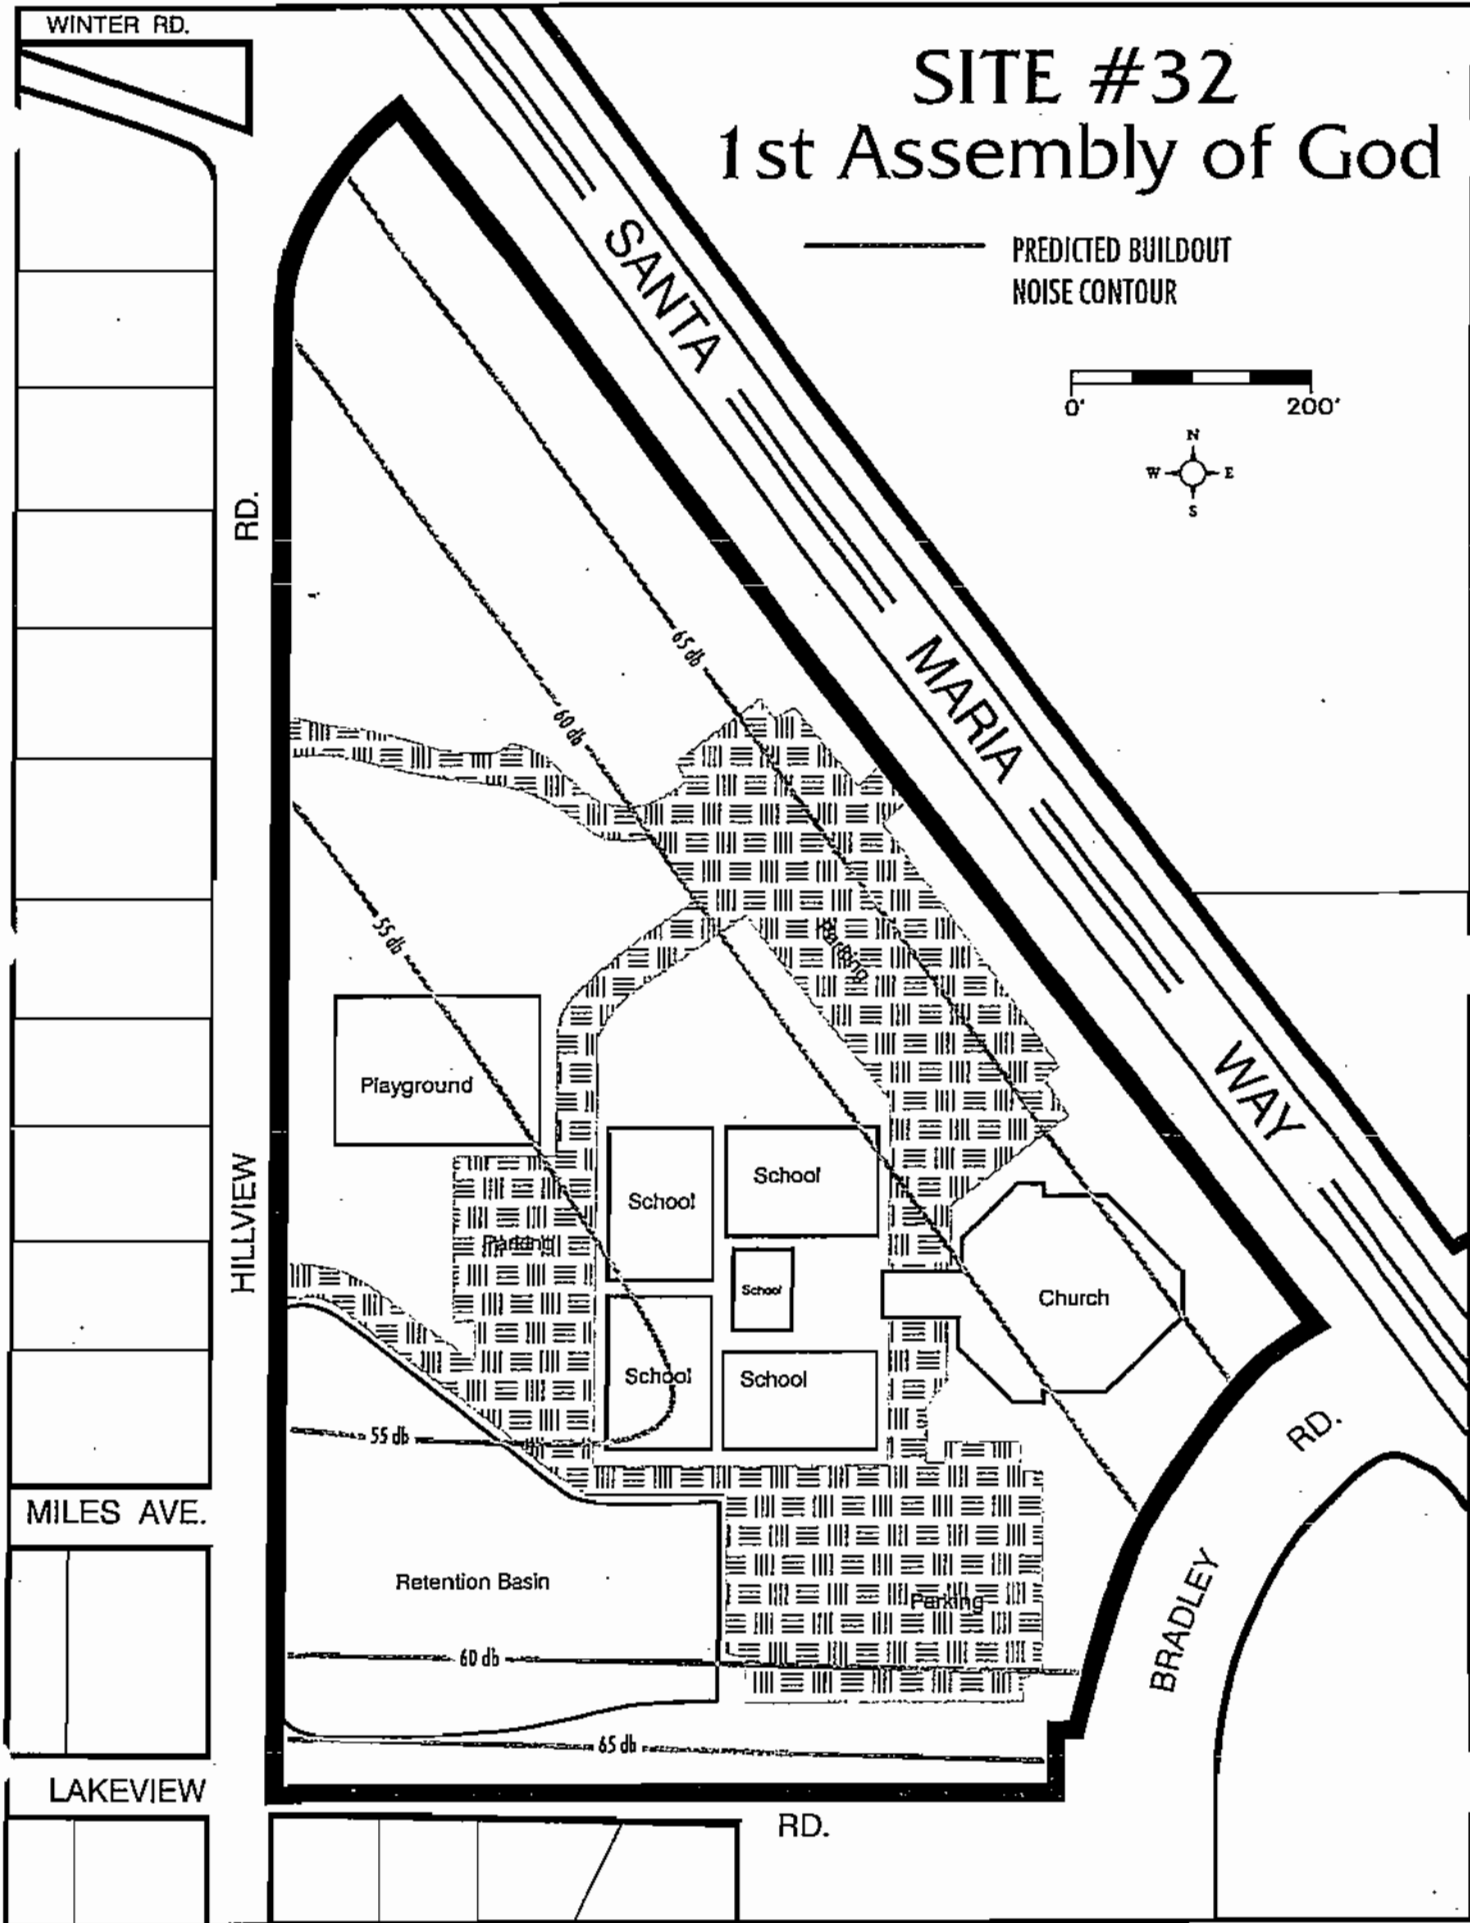 WINTER RD.
SITE #32
1st Assembly of God
PREDICTED BUILDOUT
NOISE CONTOUR
0' 200'
N
W E
S
SANTA MARIA WAY
HILLVIEW RD.
65 db
60 db
55 db
Parking
Playground
School
School
Parking
School
Church
School
School
55 db
MILES AVE.
Retention Basin
Parking
60 db
65 db
BRADLEY RD.
LAKEVIEW RD.